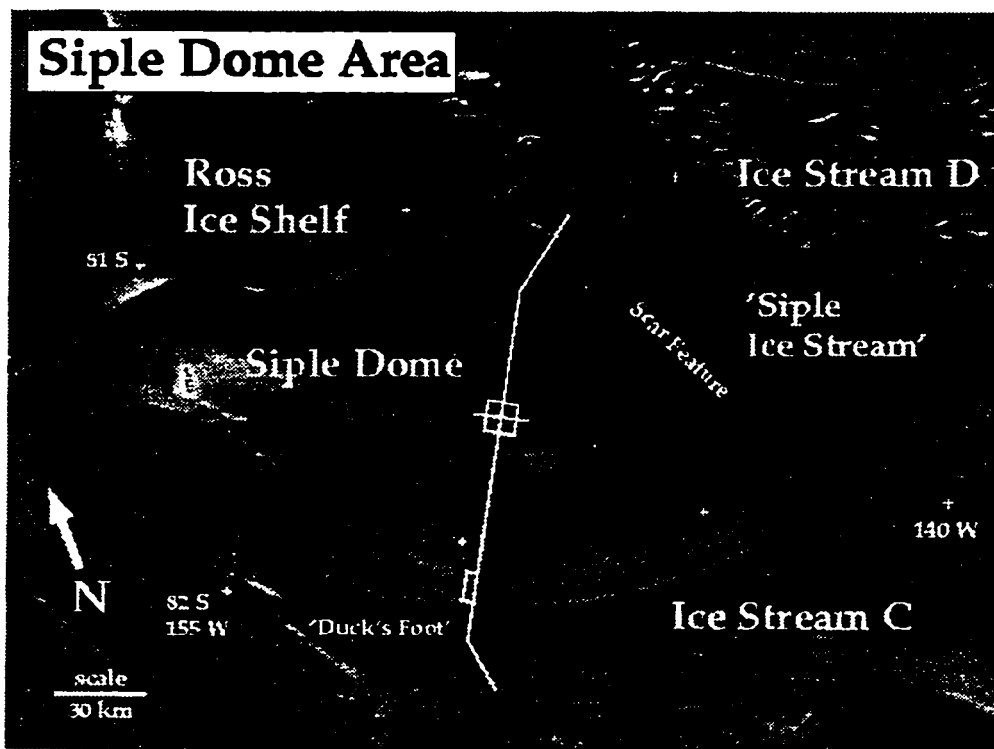 Siple Dome Area
Ross
Ice Shelf
Ice Stream D
81 S
'Siple
Ice Stream'
Scar Feature
Siple Dome
140 W
N
82 S
155 W
'Duck's Foot'
Ice Stream C
scale
30 km